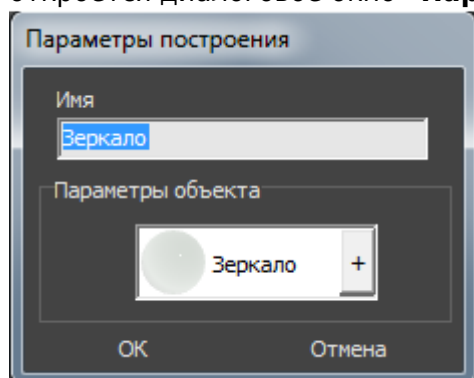 Параметры построения
Имя
Зеркало
Параметры объекта
Зеркало +
ОК Отмена